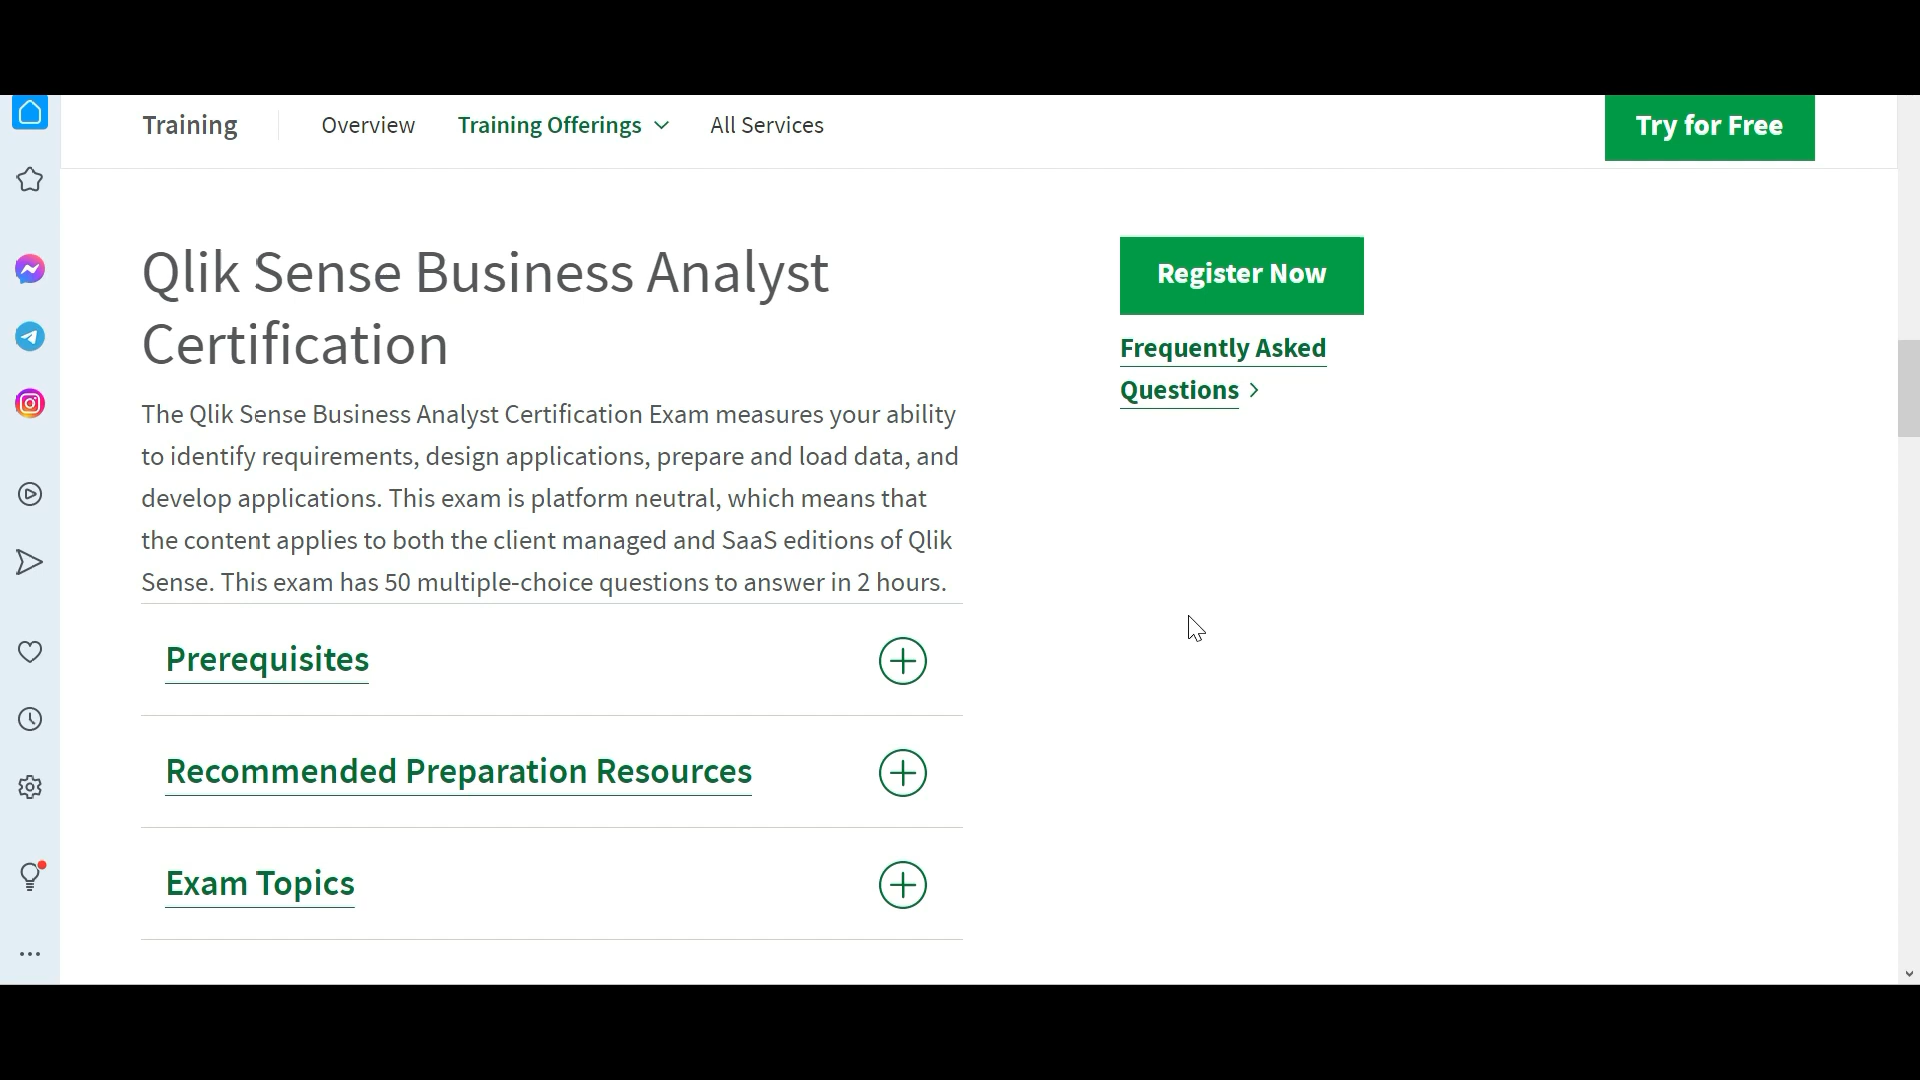 Training
Overview
Training Offerings
All Services
Try for Free
Qlik Sense Business Analyst
Certification
The Qlik Sense Business Analyst Certification Exam measures your ability
to identify requirements, design applications, prepare and load data, and
develop applications. This exam is platform neutral, which means that
the content applies to both the client managed and SaaS editions of Qlik
Sense. This exam has 50 multiple-choice questions to answer in 2 hours.
Register Now
Frequently Asked
Questions
Prerequisites
Recommended Preparation Resources
Exam Topics